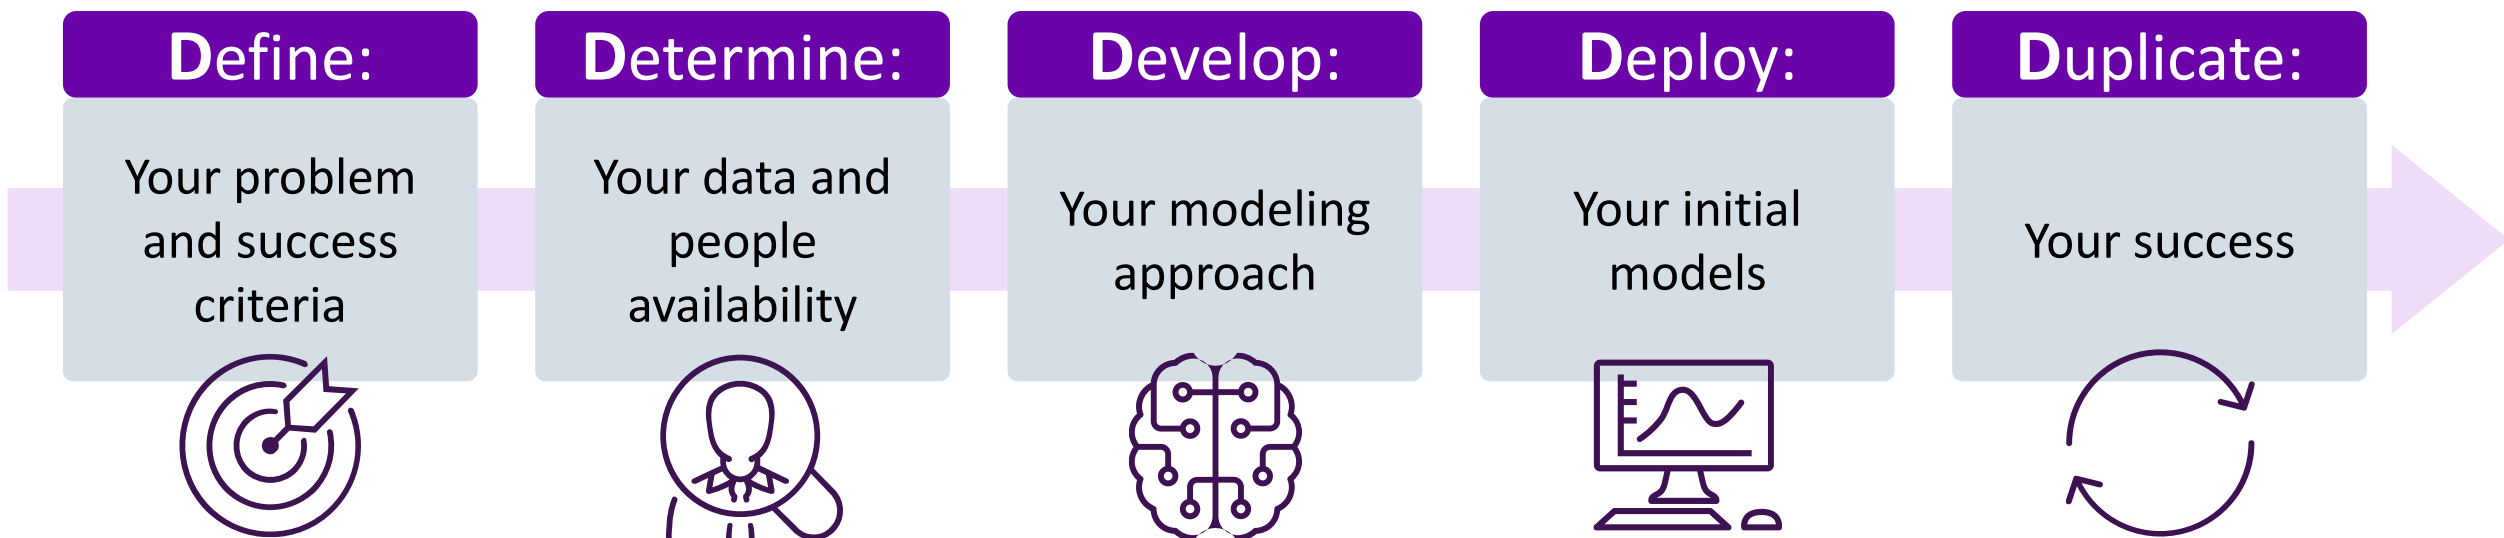 Define:
Your problem
and success
criteria
Determine:
Your data and
people
availability
Develop:
Your modeling
approach
Deploy:
Your initial
models
Duplicate:
Your success